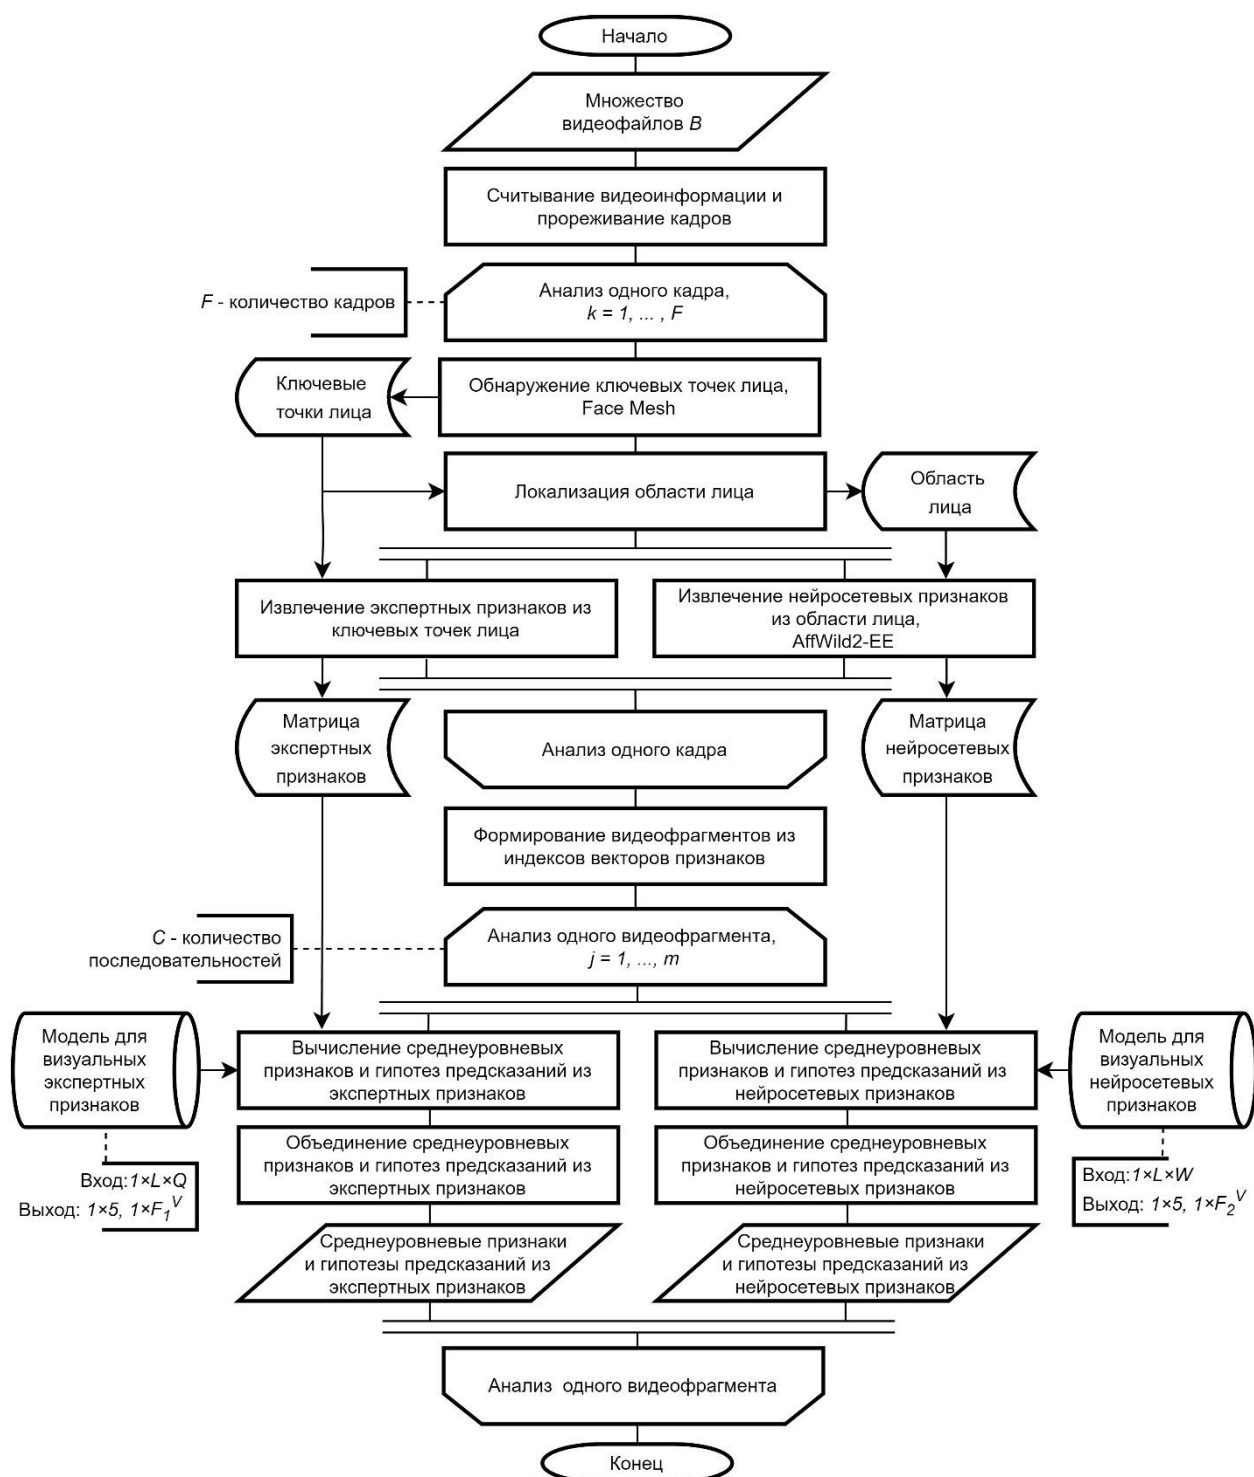 Начало
Множество
видеофайлов B
Считывание видеоинформации и
прореживание кадров
F - количество кадров
Анализ одного кадра,
k = 1, ... , F
Ключевые
точки лица
Обнаружение ключевых точек лица,
Face Mesh
Локализация области лица
Область
лица
Извлечение экспертных признаков из
ключевых точек лица
Извлечение нейросетевых признаков
из области лица,
AffWild2-EE
Матрица
экспертных
признаков
Анализ одного кадра
Матрица
нейросетевых
признаков
Формирование видеофрагментов из
индексов векторов признаков
C - количество
последовательностей
Анализ одного видеофрагмента,
j = 1, ..., m
Модель для
визуальных
экспертных
признаков
Вычисление среднеуровневых
признаков и гипотез предсказаний из
экспертных признаков
Вычисление среднеуровневых
признаков и гипотез предсказаний из
нейросетевых признаков
Модель для
визуальных
нейросетевых
признаков
Объединение среднеуровневых
признаков и гипотез предсказаний из
экспертных признаков
Объединение среднеуровневых
признаков и гипотез предсказаний из
нейросетевых признаков
Вход:1×L×Q
Выход: 1×5, 1×F₁ⱽ
Вход:1×L×W
Выход: 1×5, 1×F₂ⱽ
Среднеуровневые признаки
и гипотезы предсказаний из
экспертных признаков
Среднеуровневые признаки
и гипотезы предсказаний из
нейросетевых признаков
Анализ одного видеофрагмента
Конец